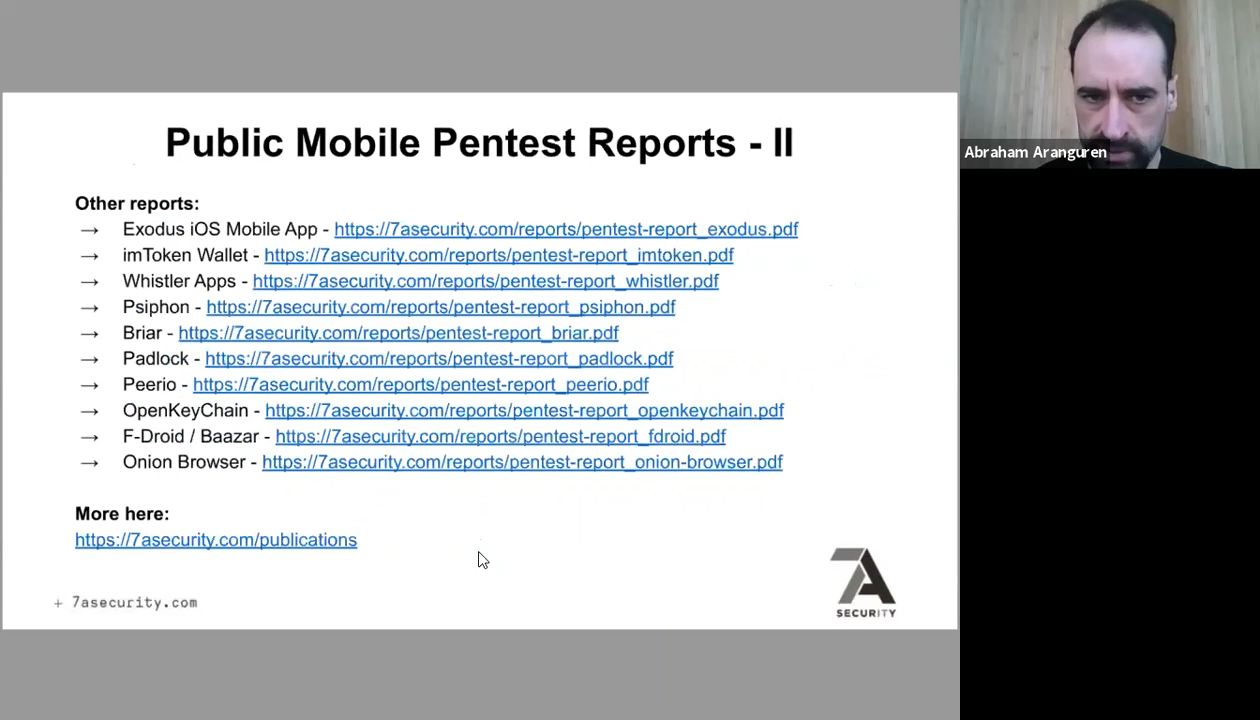 Public Mobile Pentest Reports - II
Other reports:
→ Exodus iOS Mobile App - https://7asecurity.com/reports/pentest-report_exodus.pdf
→ imToken Wallet - https://7asecurity.com/reports/pentest-report_imtoken.pdf
→ Whistler Apps - https://7asecurity.com/reports/pentest-report_whistler.pdf
→ Psiphon - https://7asecurity.com/reports/pentest-report_psiphon.pdf
→ Briar - https://7asecurity.com/reports/pentest-report_briar.pdf
→ Padlock - https://7asecurity.com/reports/pentest-report_padlock.pdf
→ Peerio - https://7asecurity.com/reports/pentest-report_peerio.pdf
→ OpenKeyChain - https://7asecurity.com/reports/pentest-report_openkeychain.pdf
→ F-Droid / Baazar - https://7asecurity.com/reports/pentest-report_fdroid.pdf
→ Onion Browser - https://7asecurity.com/reports/pentest-report_onion-browser.pdf
More here:
https://7asecurity.com/publications
+ 7asecurity.com
7A
SECURITY
Abraham Aranguren